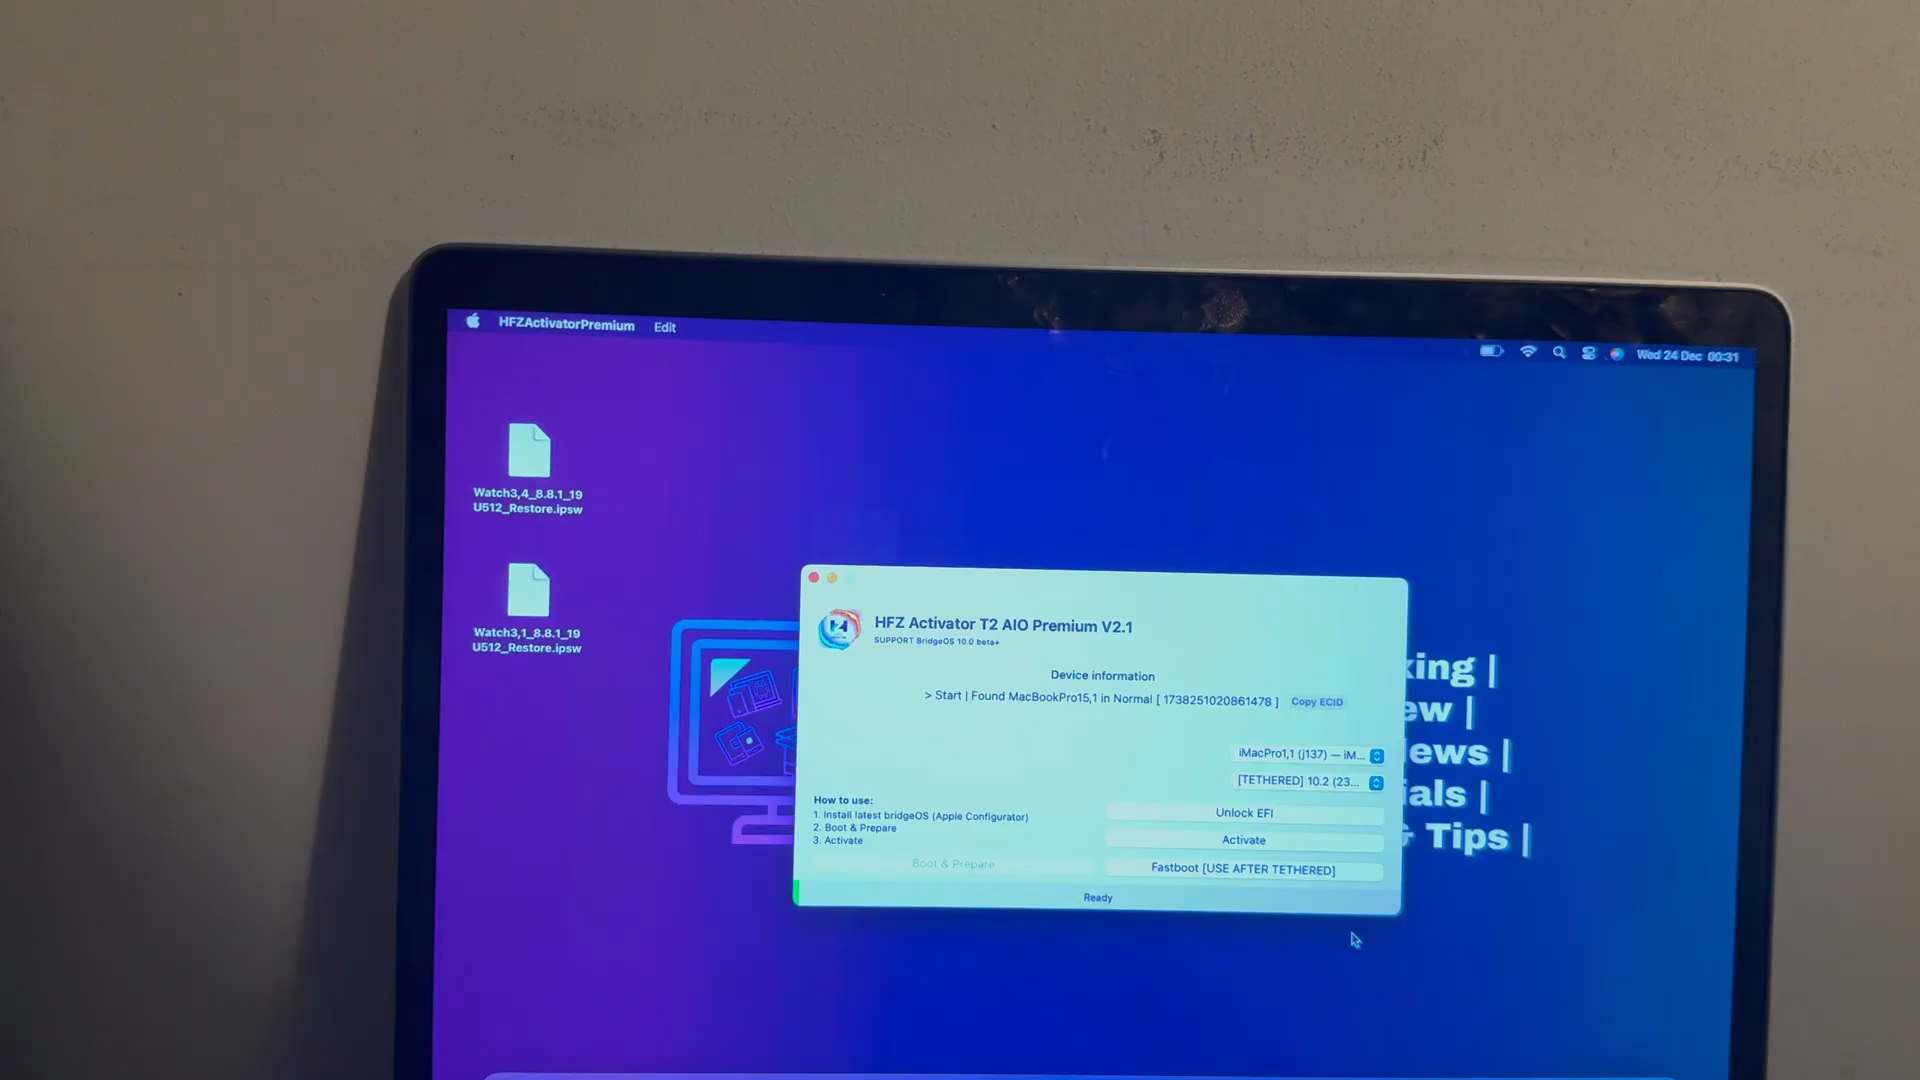 HFZActivatorPremium Edit
Wed 24 Dec 00:31
Watch3,4_8.8.1_19
U512_Restore.ipsw
Watch3,1_8.8.1_19
U512_Restore.ipsw
HFZ Activator T2 AIO Premium V2.1
SUPPORT BridgeOS 10.0 beta+
Device information
> Start | Found MacBookPro15,1 in Normal [ 1738251020861478 ] Copy ECID
iMacPro1,1 (j137) — iM...
[TETHERED] 10.2 (23...
How to use:
1. Install latest bridgeOS (Apple Configurator)
2. Boot & Prepare
3. Activate
Unlock EFI
Activate
Boot & Prepare
Fastboot [USE AFTER TETHERED]
Ready
king |
ew |
ews |
ials |
& Tips |